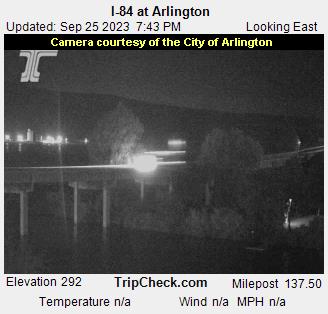 I-84 at Arlington
Updated: Sep 25 2023 7:43 PM Looking East
Camera courtesy of the City of Arlington
Elevation 292 TripCheck.com Milepost 137.50
Temperature n/a Wind n/a MPH n/a